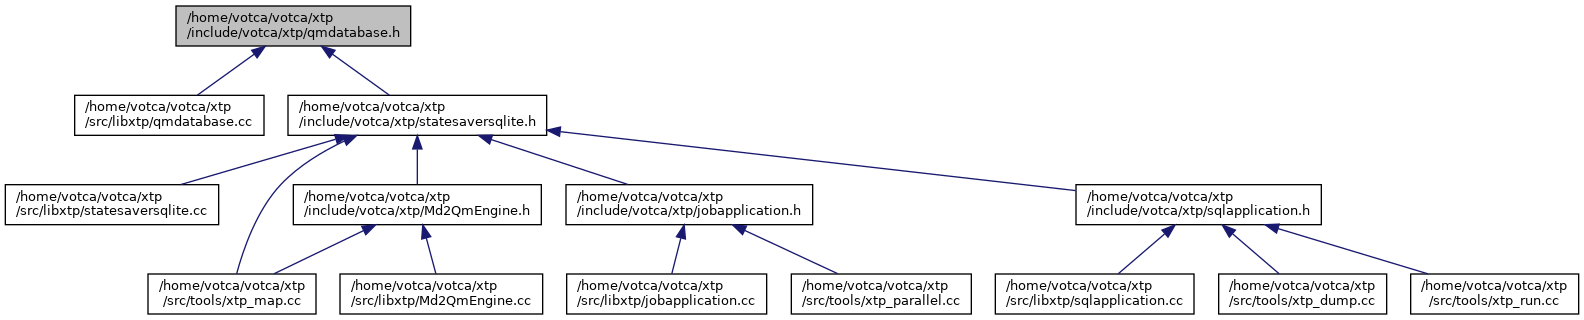 /home/votca/votca/xtp
/include/votca/xtp/qmdatabase.h
/home/votca/votca/xtp
/src/libxtp/qmdatabase.cc
/home/votca/votca/xtp
/include/votca/xtp/statesaversqlite.h
/home/votca/votca/xtp
/src/libxtp/statesaversqlite.cc
/home/votca/votca/xtp
/include/votca/xtp/Md2QmEngine.h
/home/votca/votca/xtp
/include/votca/xtp/jobapplication.h
/home/votca/votca/xtp
/include/votca/xtp/sqlapplication.h
/home/votca/votca/xtp
/src/tools/xtp_map.cc
/home/votca/votca/xtp
/src/libxtp/Md2QmEngine.cc
/home/votca/votca/xtp
/src/libxtp/jobapplication.cc
/home/votca/votca/xtp
/src/tools/xtp_parallel.cc
/home/votca/votca/xtp
/src/libxtp/sqlapplication.cc
/home/votca/votca/xtp
/src/tools/xtp_dump.cc
/home/votca/votca/xtp
/src/tools/xtp_run.cc